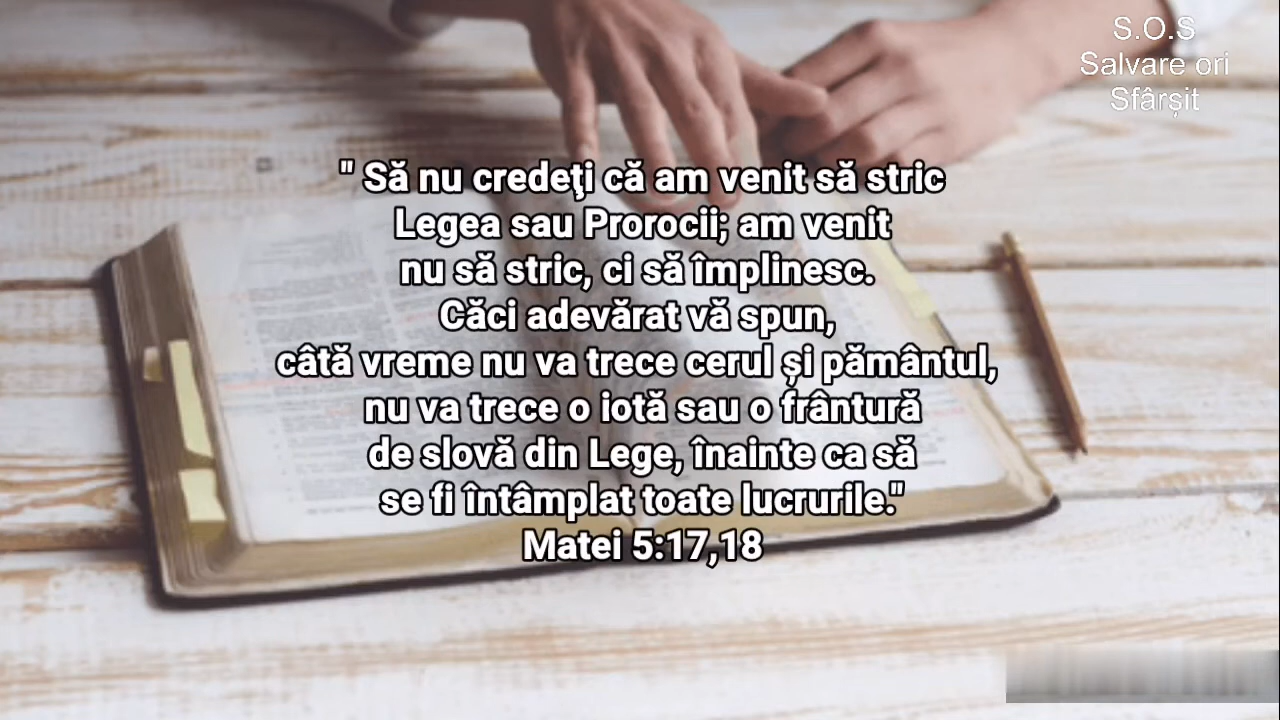 S.O.S
Salvare ori
Sfârșit
" Să nu credeţi că am venit să stric
Legea sau Prorocii; am venit
nu să stric, ci să împlinesc.
Căci adevărat vă spun,
câtă vreme nu va trece cerul și pământul,
nu va trece o iotă sau o frântură
de slovă din Lege, înainte ca să
se fi întâmplat toate lucrurile."
Matei 5:17,18